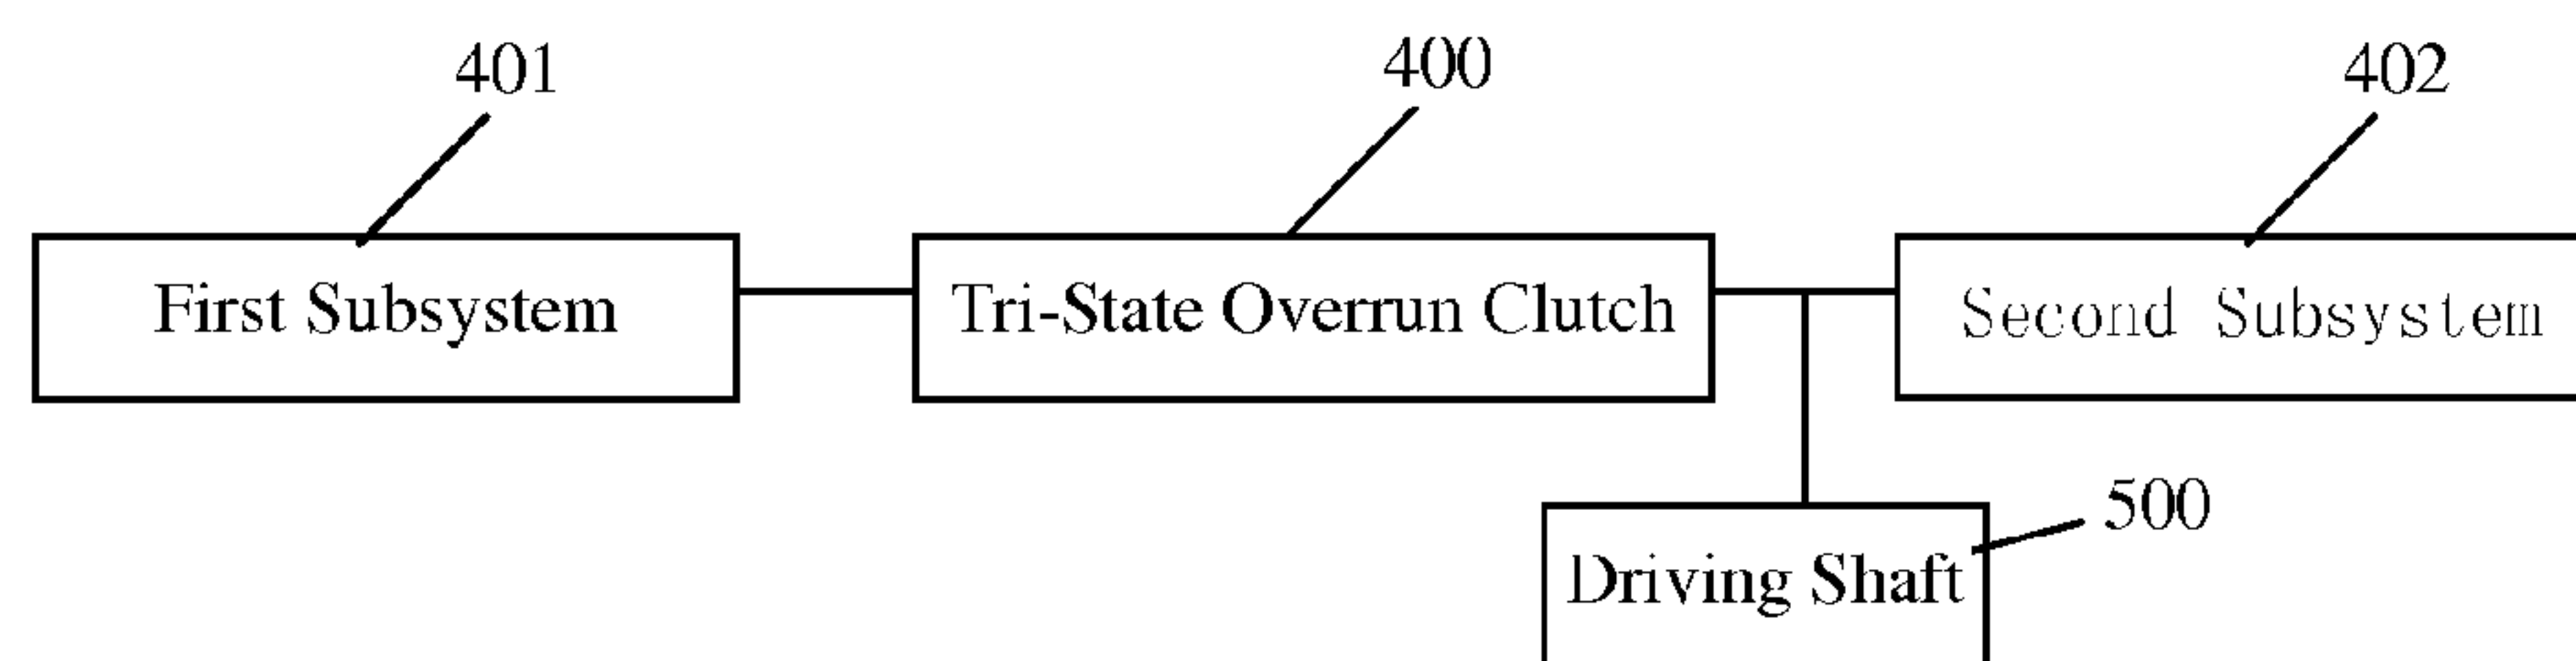 401
400
402
First Subsystem
Tri-State Overrun Clutch
Second Subsystem
500
Driving Shaft